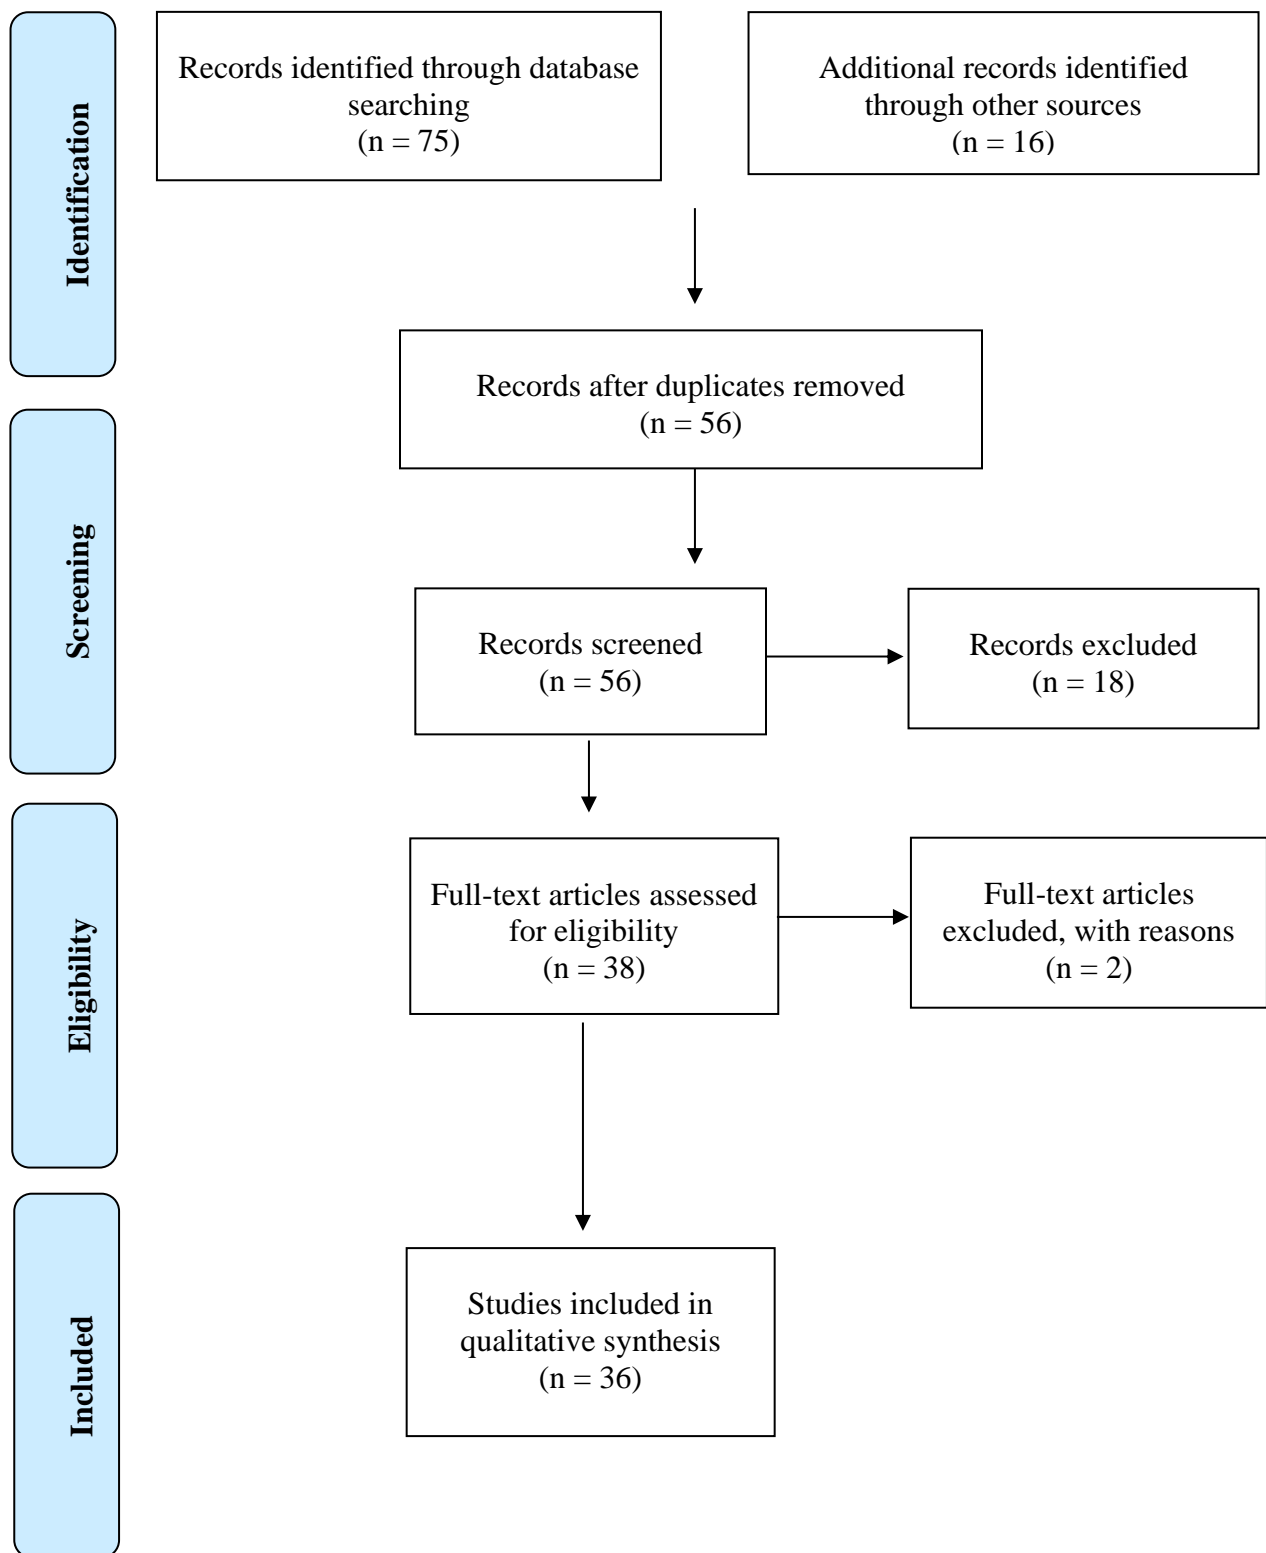 Identification
Records identified through database
searching
(n = 75)
Additional records identified
through other sources
(n = 16)
Records after duplicates removed
(n = 56)
Screening
Records screened
(n = 56)
Records excluded
(n = 18)
Eligibility
Full-text articles assessed
for eligibility
(n = 38)
Full-text articles
excluded, with reasons
(n = 2)
Included
Studies included in
qualitative synthesis
(n = 36)